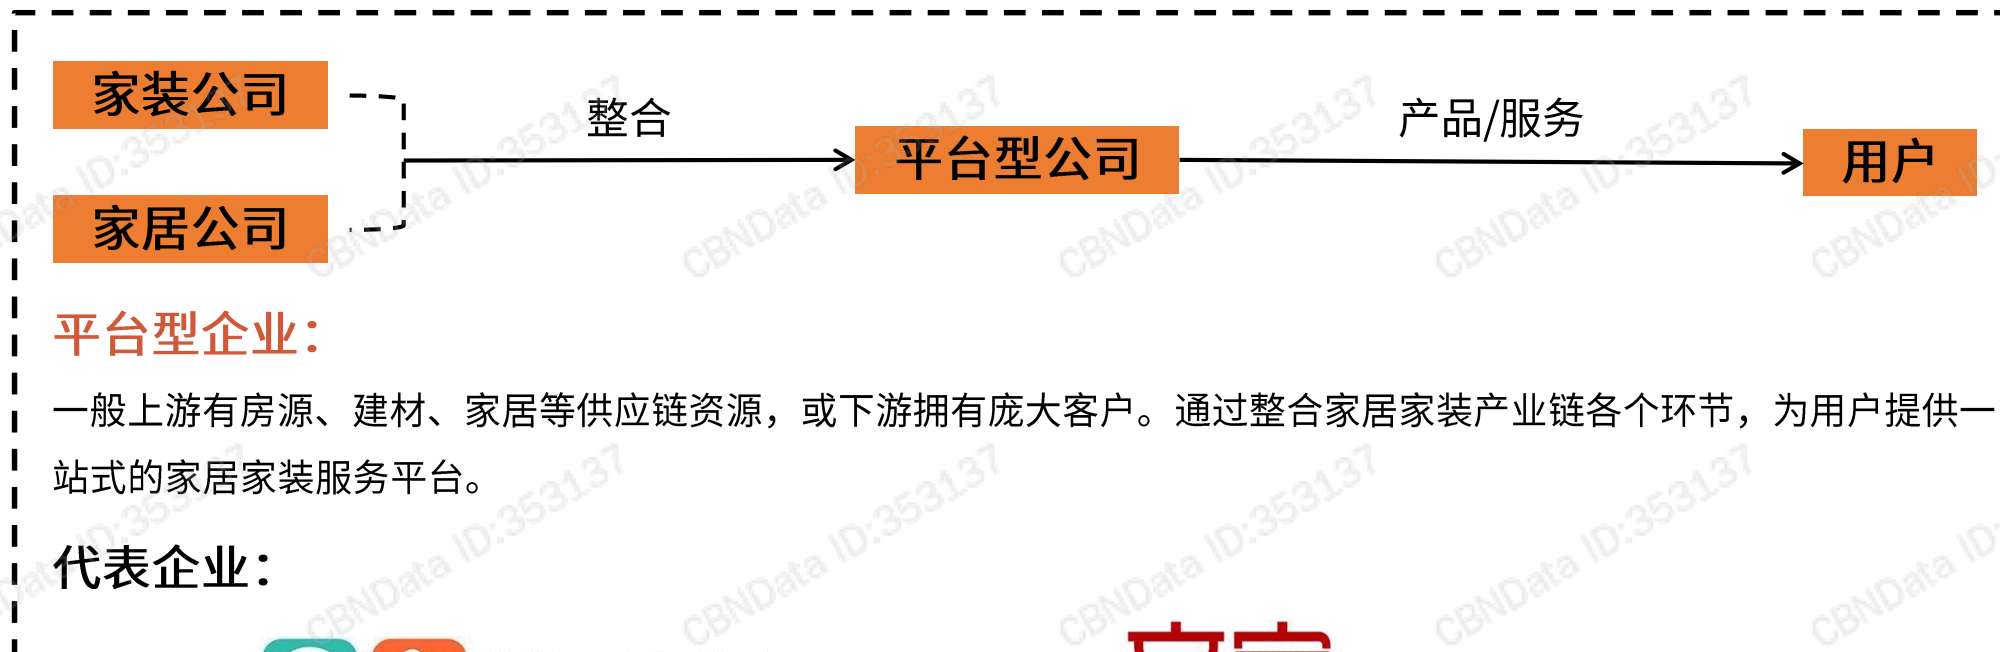 家装公司
整合
产品/服务
平台型公司
用户
家居公司
平台型企业：
一般上游有房源、建材、家居等供应链资源，或下游拥有庞大客户。通过整合家居家装产业链各个环节，为用户提供一
站式的家居家装服务平台。
代表企业：
CBNData ID:353137